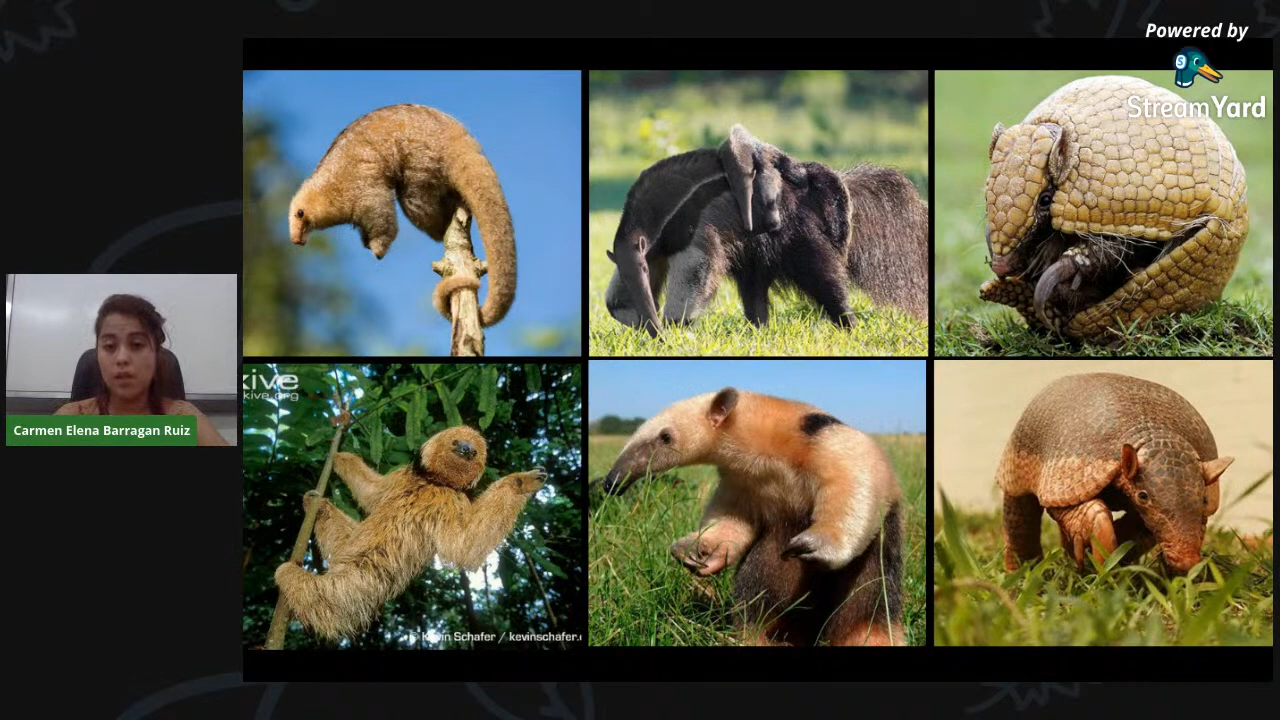 Powered by
StreamYard
kive
kive.org
Carmen Elena Barragan Ruiz
© Kevin Schafer / kevinschafer.